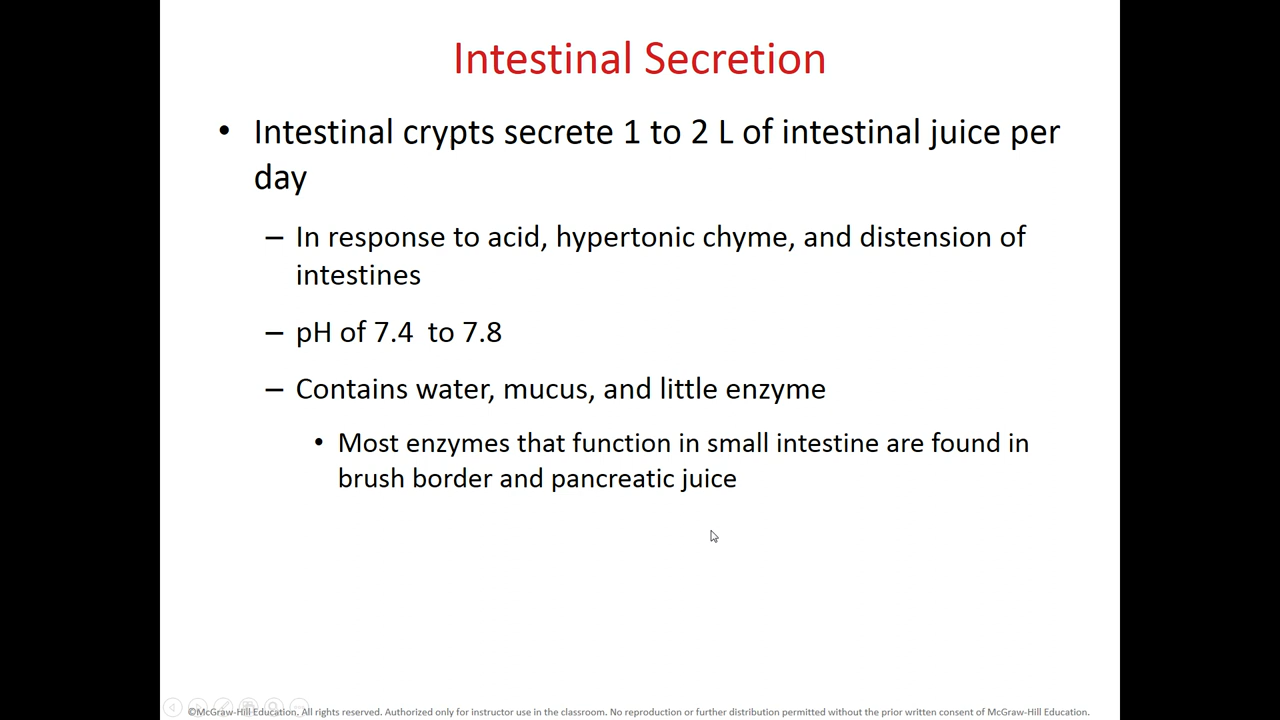 Intestinal Secretion
• Intestinal crypts secrete 1 to 2 L of intestinal juice per
day
– In response to acid, hypertonic chyme, and distension of
intestines
– pH of 7.4  to 7.8
– Contains water, mucus, and little enzyme
• Most enzymes that function in small intestine are found in
brush border and pancreatic juice
©McGraw-Hill Education. All rights reserved. Authorized only for instructor use in the classroom. No reproduction or further distribution permitted without the prior written consent of McGraw-Hill Education.